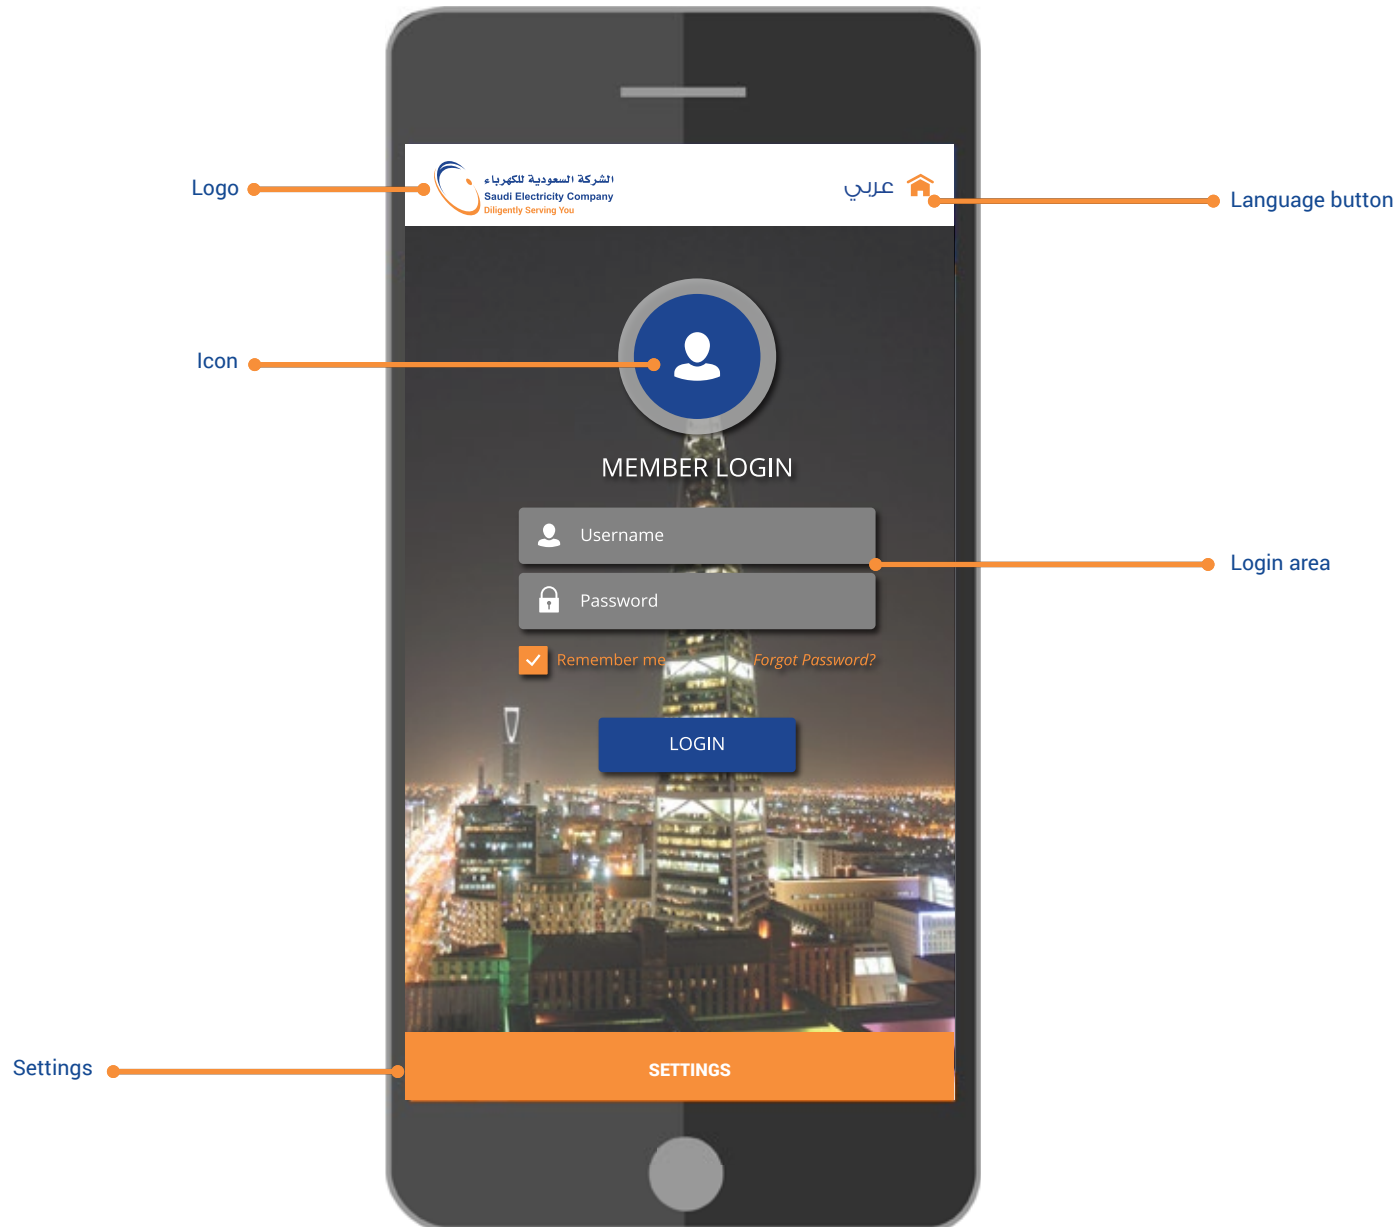 الشركة السعودية للكهرباء
Saudi Electricity Company
Diligently Serving You
عربي
Logo
Language button
Icon
MEMBER LOGIN
Username
Login area
Password
Remember me
Forgot Password?
LOGIN
Settings
SETTINGS